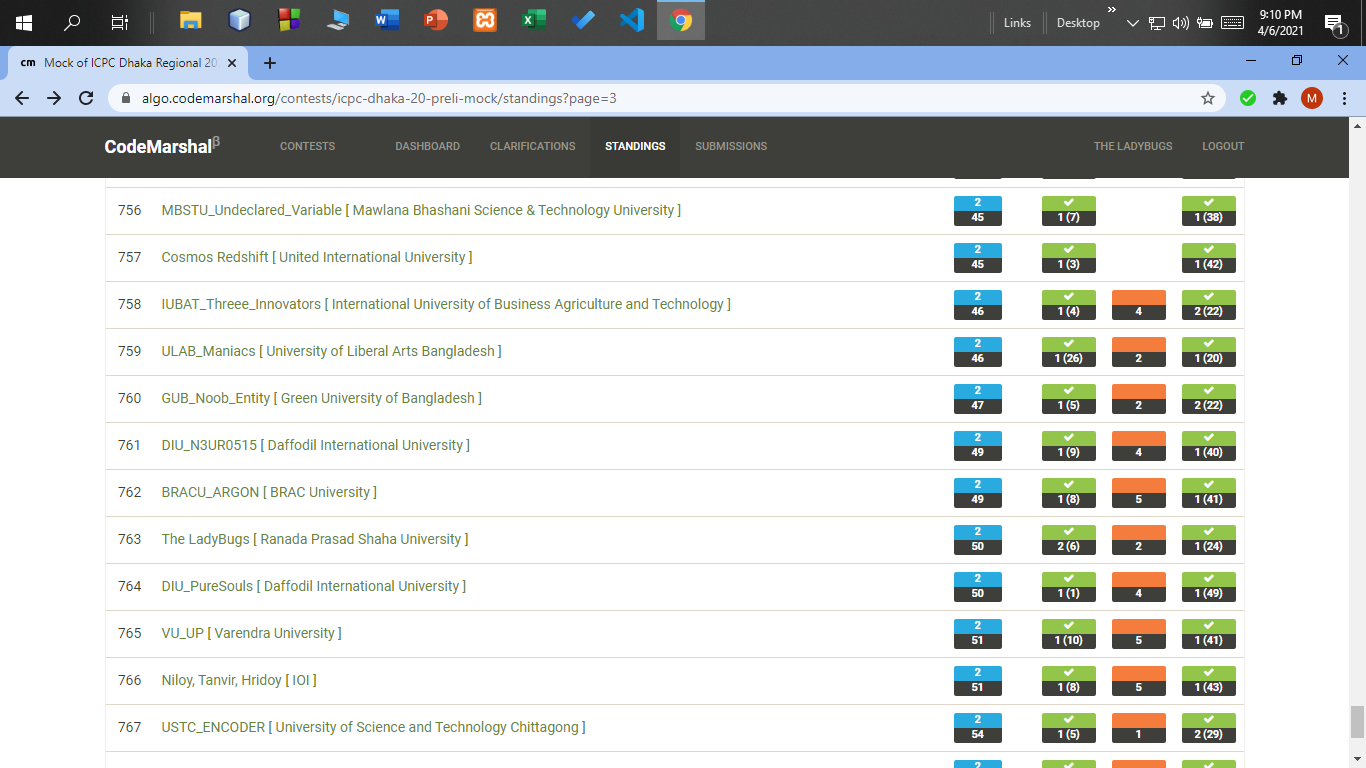 Links
Desktop
»
9:10 PM
4/6/2021
1
cm Mock of ICPC Dhaka Regional 20
algo.codemarshal.org/contests/icpc-dhaka-20-preli-mock/standings?page=3
M
CodeMarshalβ CONTESTS DASHBOARD CLARIFICATIONS STANDINGS SUBMISSIONS THE LADYBUGS LOGOUT
756 MBSTU_Undeclared_Variable [ Mawlana Bhashani Science & Technology University ] 2 45 1 (7) 1 (38)
757 Cosmos Redshift [ United International University ] 2 45 1 (3) 1 (42)
758 IUBAT_Threee_Innovators [ International University of Business Agriculture and Technology ] 2 46 1 (4) 4 2 (22)
759 ULAB_Maniacs [ University of Liberal Arts Bangladesh ] 2 46 1 (26) 2 1 (20)
760 GUB_Noob_Entity [ Green University of Bangladesh ] 2 47 1 (5) 2 2 (22)
761 DIU_N3UR0515 [ Daffodil International University ] 2 49 1 (9) 4 1 (40)
762 BRACU_ARGON [ BRAC University ] 2 49 1 (8) 5 1 (41)
763 The LadyBugs [ Ranada Prasad Shaha University ] 2 50 2 (6) 2 1 (24)
764 DIU_PureSouls [ Daffodil International University ] 2 50 1 (1) 4 1 (49)
765 VU_UP [ Varendra University ] 2 51 1 (10) 5 1 (41)
766 Niloy, Tanvir, Hridoy [ IOI ] 2 51 1 (8) 5 1 (43)
767 USTC_ENCODER [ University of Science and Technology Chittagong ] 2 54 1 (5) 1 2 (29)
2